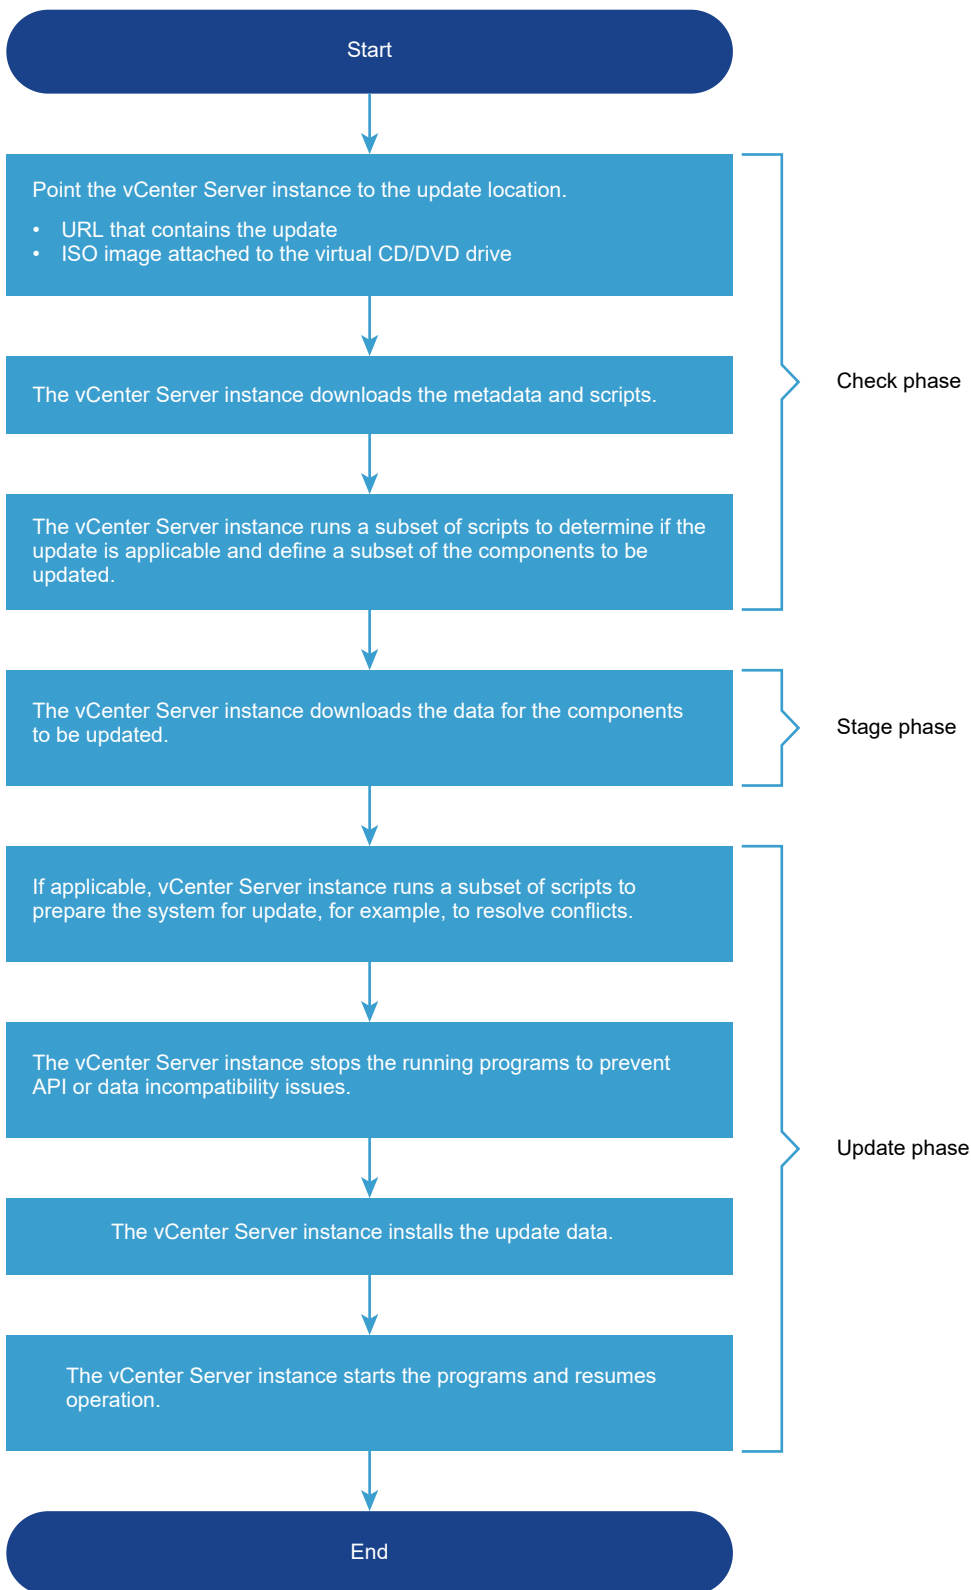 Start
Point the vCenter Server instance to the update location.
• URL that contains the update
• ISO image attached to the virtual CD/DVD drive
The vCenter Server instance downloads the metadata and scripts.
Check phase
The vCenter Server instance runs a subset of scripts to determine if the
update is applicable and define a subset of the components to be
updated.
The vCenter Server instance downloads the data for the components
to be updated.
Stage phase
If applicable, vCenter Server instance runs a subset of scripts to
prepare the system for update, for example, to resolve conflicts.
The vCenter Server instance stops the running programs to prevent
API or data incompatibility issues.
Update phase
The vCenter Server instance installs the update data.
The vCenter Server instance starts the programs and resumes
operation.
End